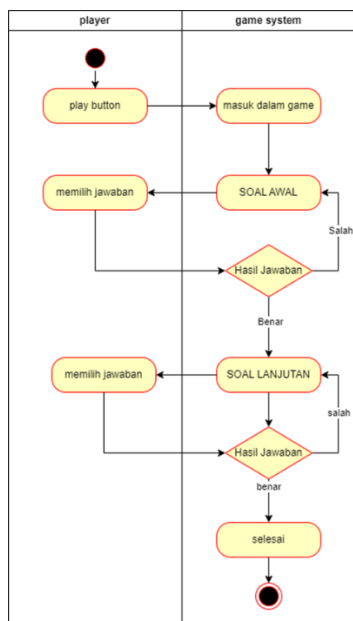 player
game system
play button
masuk dalam game
memilih jawaban
SOAL AWAL
Salah
Hasil Jawaban
Benar
memilih jawaban
SOAL LANJUTAN
salah
Hasil Jawaban
benar
selesai